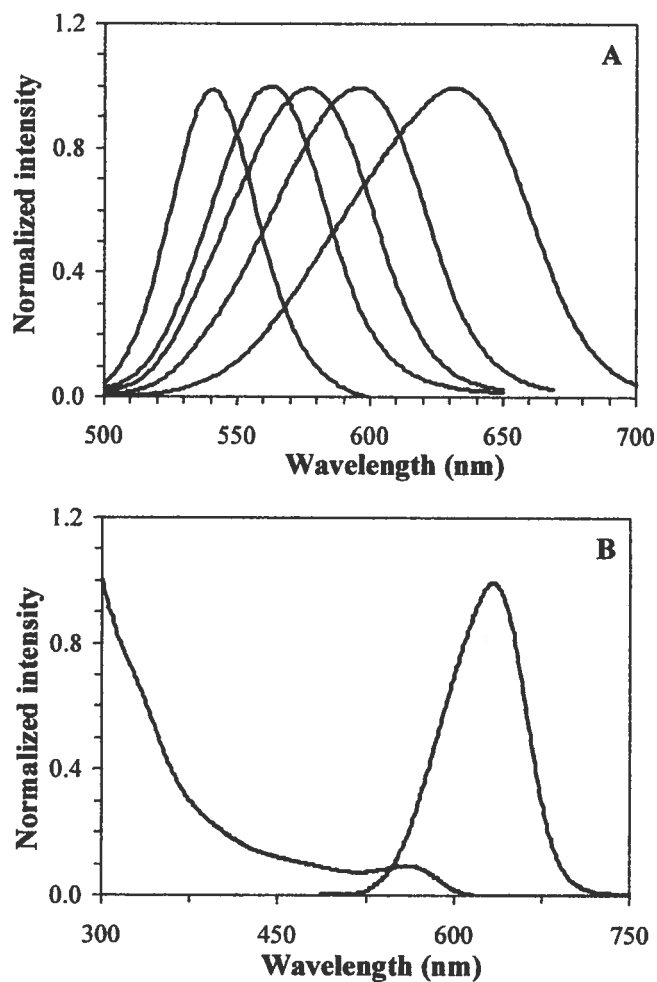 1.2
A
Normalized intensity
0.8
0.4
0.0
500 550 600 650 700
Wavelength (nm)
1.2
B
Normalized intensity
0.8
0.4
0.0
300 450 600 750
Wavelength (nm)